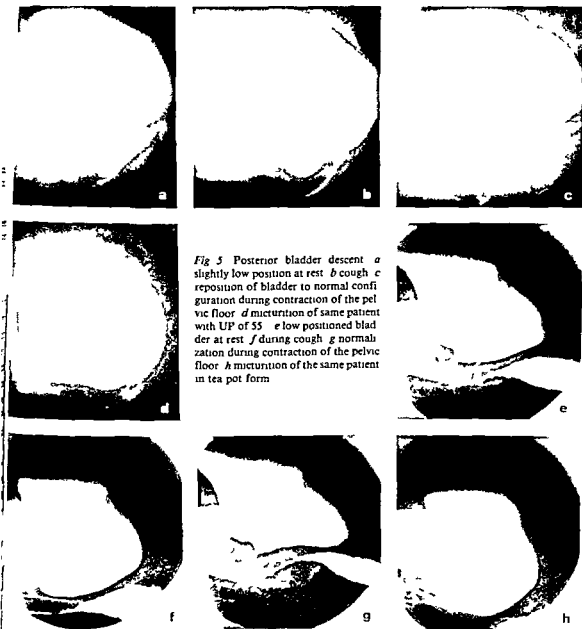 a
b
c
d
Fig 5 Posterior bladder descent a
slightly low position at rest b cough c
reposition of bladder to normal confi
guration during contraction of the pel
vic floor d micturition of same patient
with UP of 55 e low positioned blad
der at rest f during cough g normali
zation during contraction of the pelvic
floor h micturition of the same patient
in tea pot form
e
f
g
h